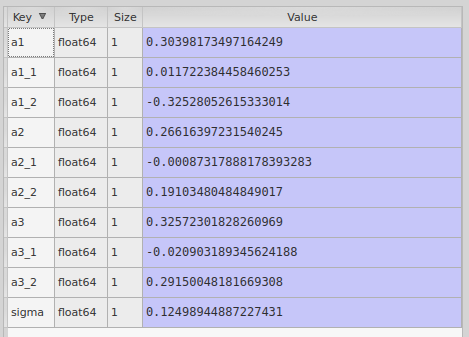 Key ▼ Type Size Value
a1 float64 1 0.30398173497164249
a1_1 float64 1 0.011722384458460253
a1_2 float64 1 -0.32528052615333014
a2 float64 1 0.26616397231540245
a2_1 float64 1 -0.00087317888178393283
a2_2 float64 1 0.19103480484849017
a3 float64 1 0.32572301828260969
a3_1 float64 1 -0.020903189345624188
a3_2 float64 1 0.29150048181669308
sigma float64 1 0.12498944887227431